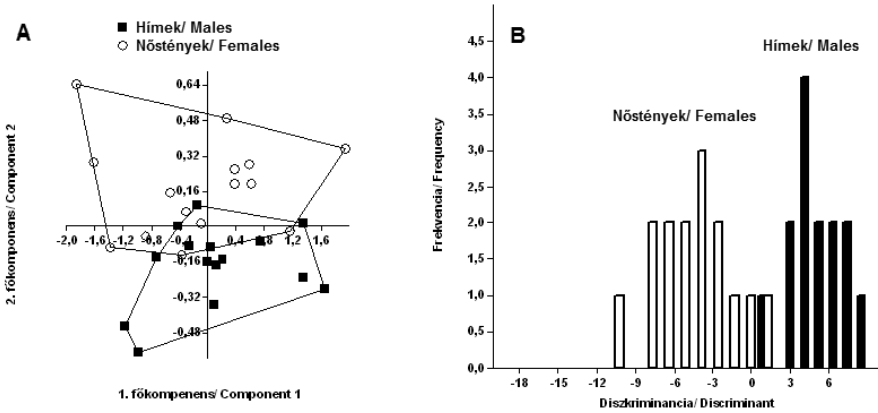 A
Hímek/ Males
Nőstények/ Females
2. főkomponens/ Component 2
0,64
0,48
0,32
0,16
-2,0 -1,6 -1,2 -0,8 -0,4 0,4 0,8 1,2 1,6
-0,16
-0,32
-0,48
1. főkompenens/ Component 1
B
Hímek/ Males
Nőstények/ Females
Frekvencia/ Frequency
4,5
4,0
3,5
3,0
2,5
2,0
1,5
1,0
0,5
0,0
-18 -15 -12 -9 -6 -3 0 3 6
Diszkriminancia/ Discriminant